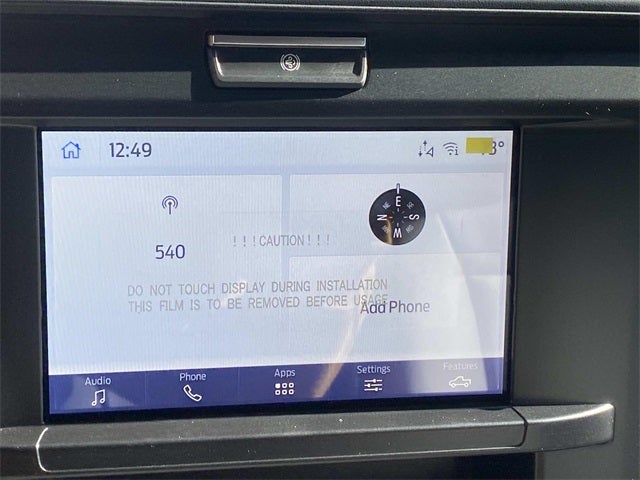 12:49
3°
540
!!!CAUTION!!!
DO NOT TOUCH DISPLAY DURING INSTALLATION
THIS FILM IS TO BE REMOVED BEFORE USAGE
E
N S
W
Add Phone
Audio
Phone
Apps
Settings
Features